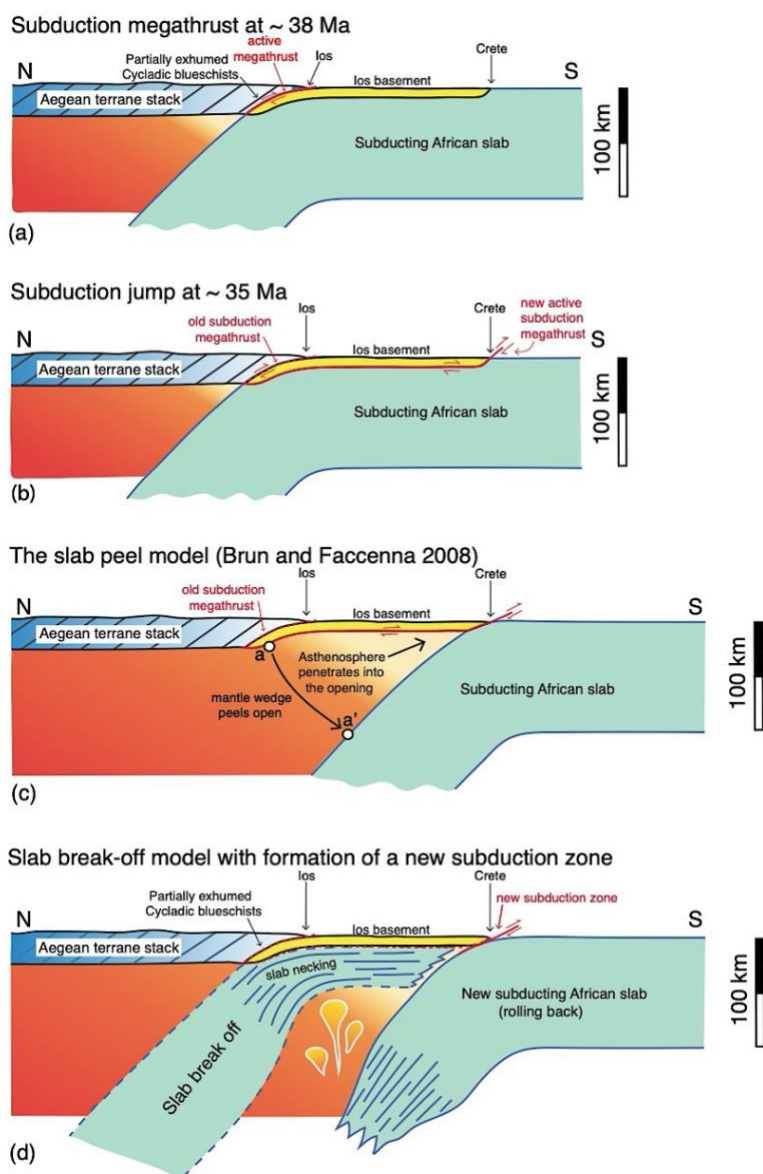 Subduction megathrust at ~ 38 Ma
N
Partially exhumed
Cycladic blueschists
active
megathrust
Ios
Ios basement
Crete
S
Aegean terrane stack
Subducting African slab
100 km
(a)
Subduction jump at ~ 35 Ma
N
old subduction
megathrust
Ios
Ios basement
Crete
new active
subduction
megathrust
S
Aegean terrane stack
Subducting African slab
100 km
(b)
The slab peel model (Brun and Faccenna 2008)
N
old subduction
megathrust
Ios
Ios basement
Crete
S
Aegean terrane stack
a
Asthenosphere
penetrates into
the opening
mantle wedge
peels open
a'
Subducting African slab
100 km
(c)
Slab break-off model with formation of a new subduction zone
N
Partially exhumed
Cycladic blueschists
Ios
Ios basement
Crete
new subduction zone
S
Aegean terrane stack
slab necking
Slab break off
New subducting African slab
(rolling back)
100 km
(d)